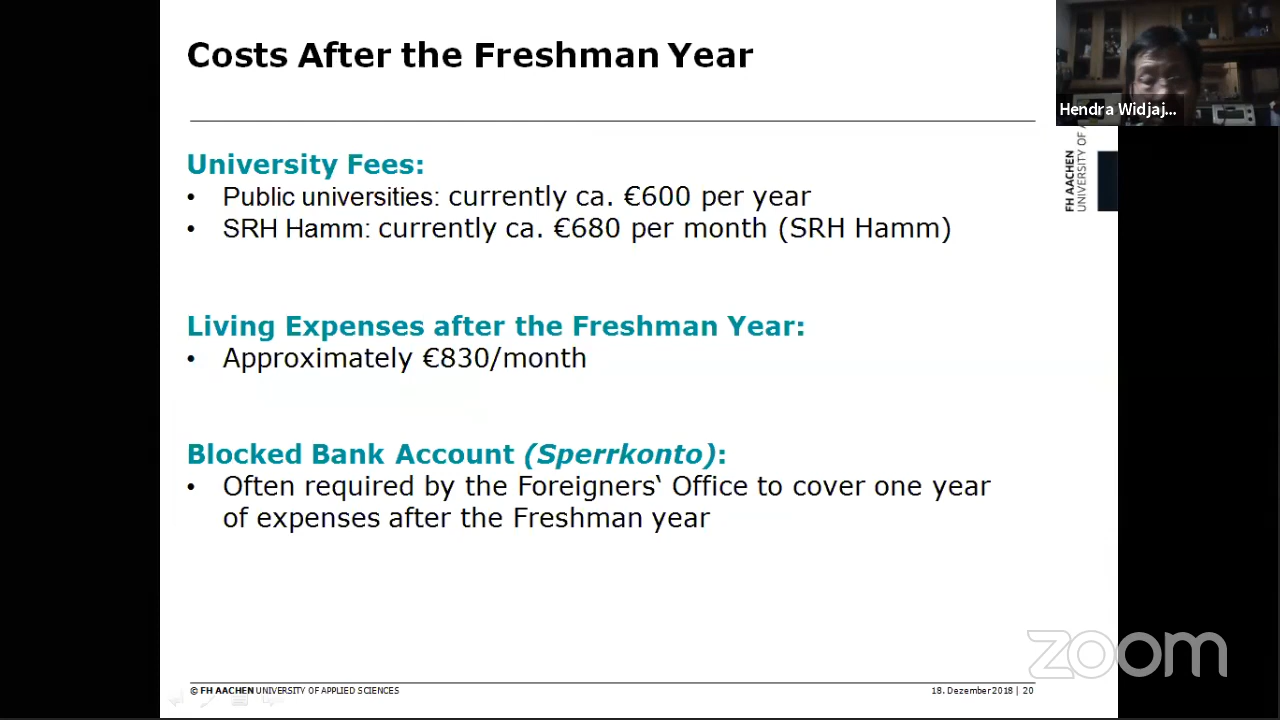 Costs After the Freshman Year
Hendra Widjaj...
FH AACHEN
UNIVERSITY OF A
University Fees:
• Public universities: currently ca. €600 per year
• SRH Hamm: currently ca. €680 per month (SRH Hamm)
Living Expenses after the Freshman Year:
• Approximately €830/month
Blocked Bank Account (Sperrkonto):
• Often required by the Foreigners‘ Office to cover one year
of expenses after the Freshman year
zoom
© FH AACHEN UNIVERSITY OF APPLIED SCIENCES
18. Dezember 2018 | 20